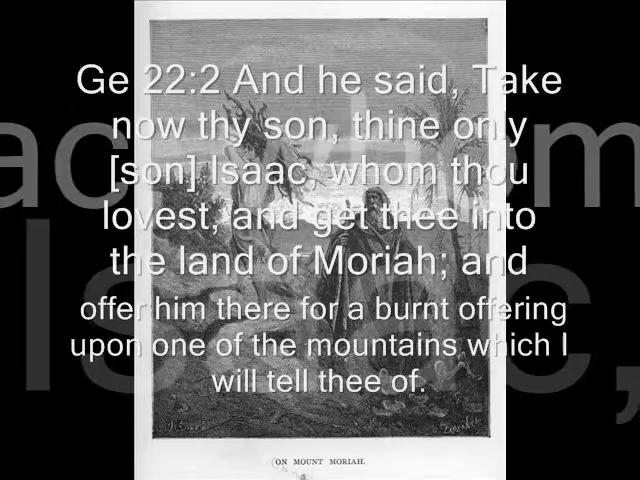 Ge 22:2 And he said, Take
now thy son, thine only
[son] Isaac, whom thou
lovest, and get thee into
the land of Moriah; and
offer him there for a burnt offering
upon one of the mountains which I
will tell thee of.
ON MOUNT MORIAH.